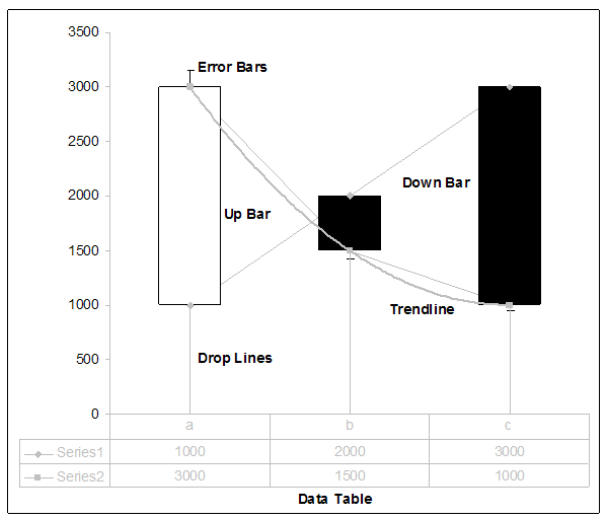 3500
3000
Error Bars
2500
2000
Down Bar
Up Bar
1500
1000
Trendline
500
Drop Lines
0
a b c
Series1 1000 2000 3000
Series2 3000 1500 1000
Data Table